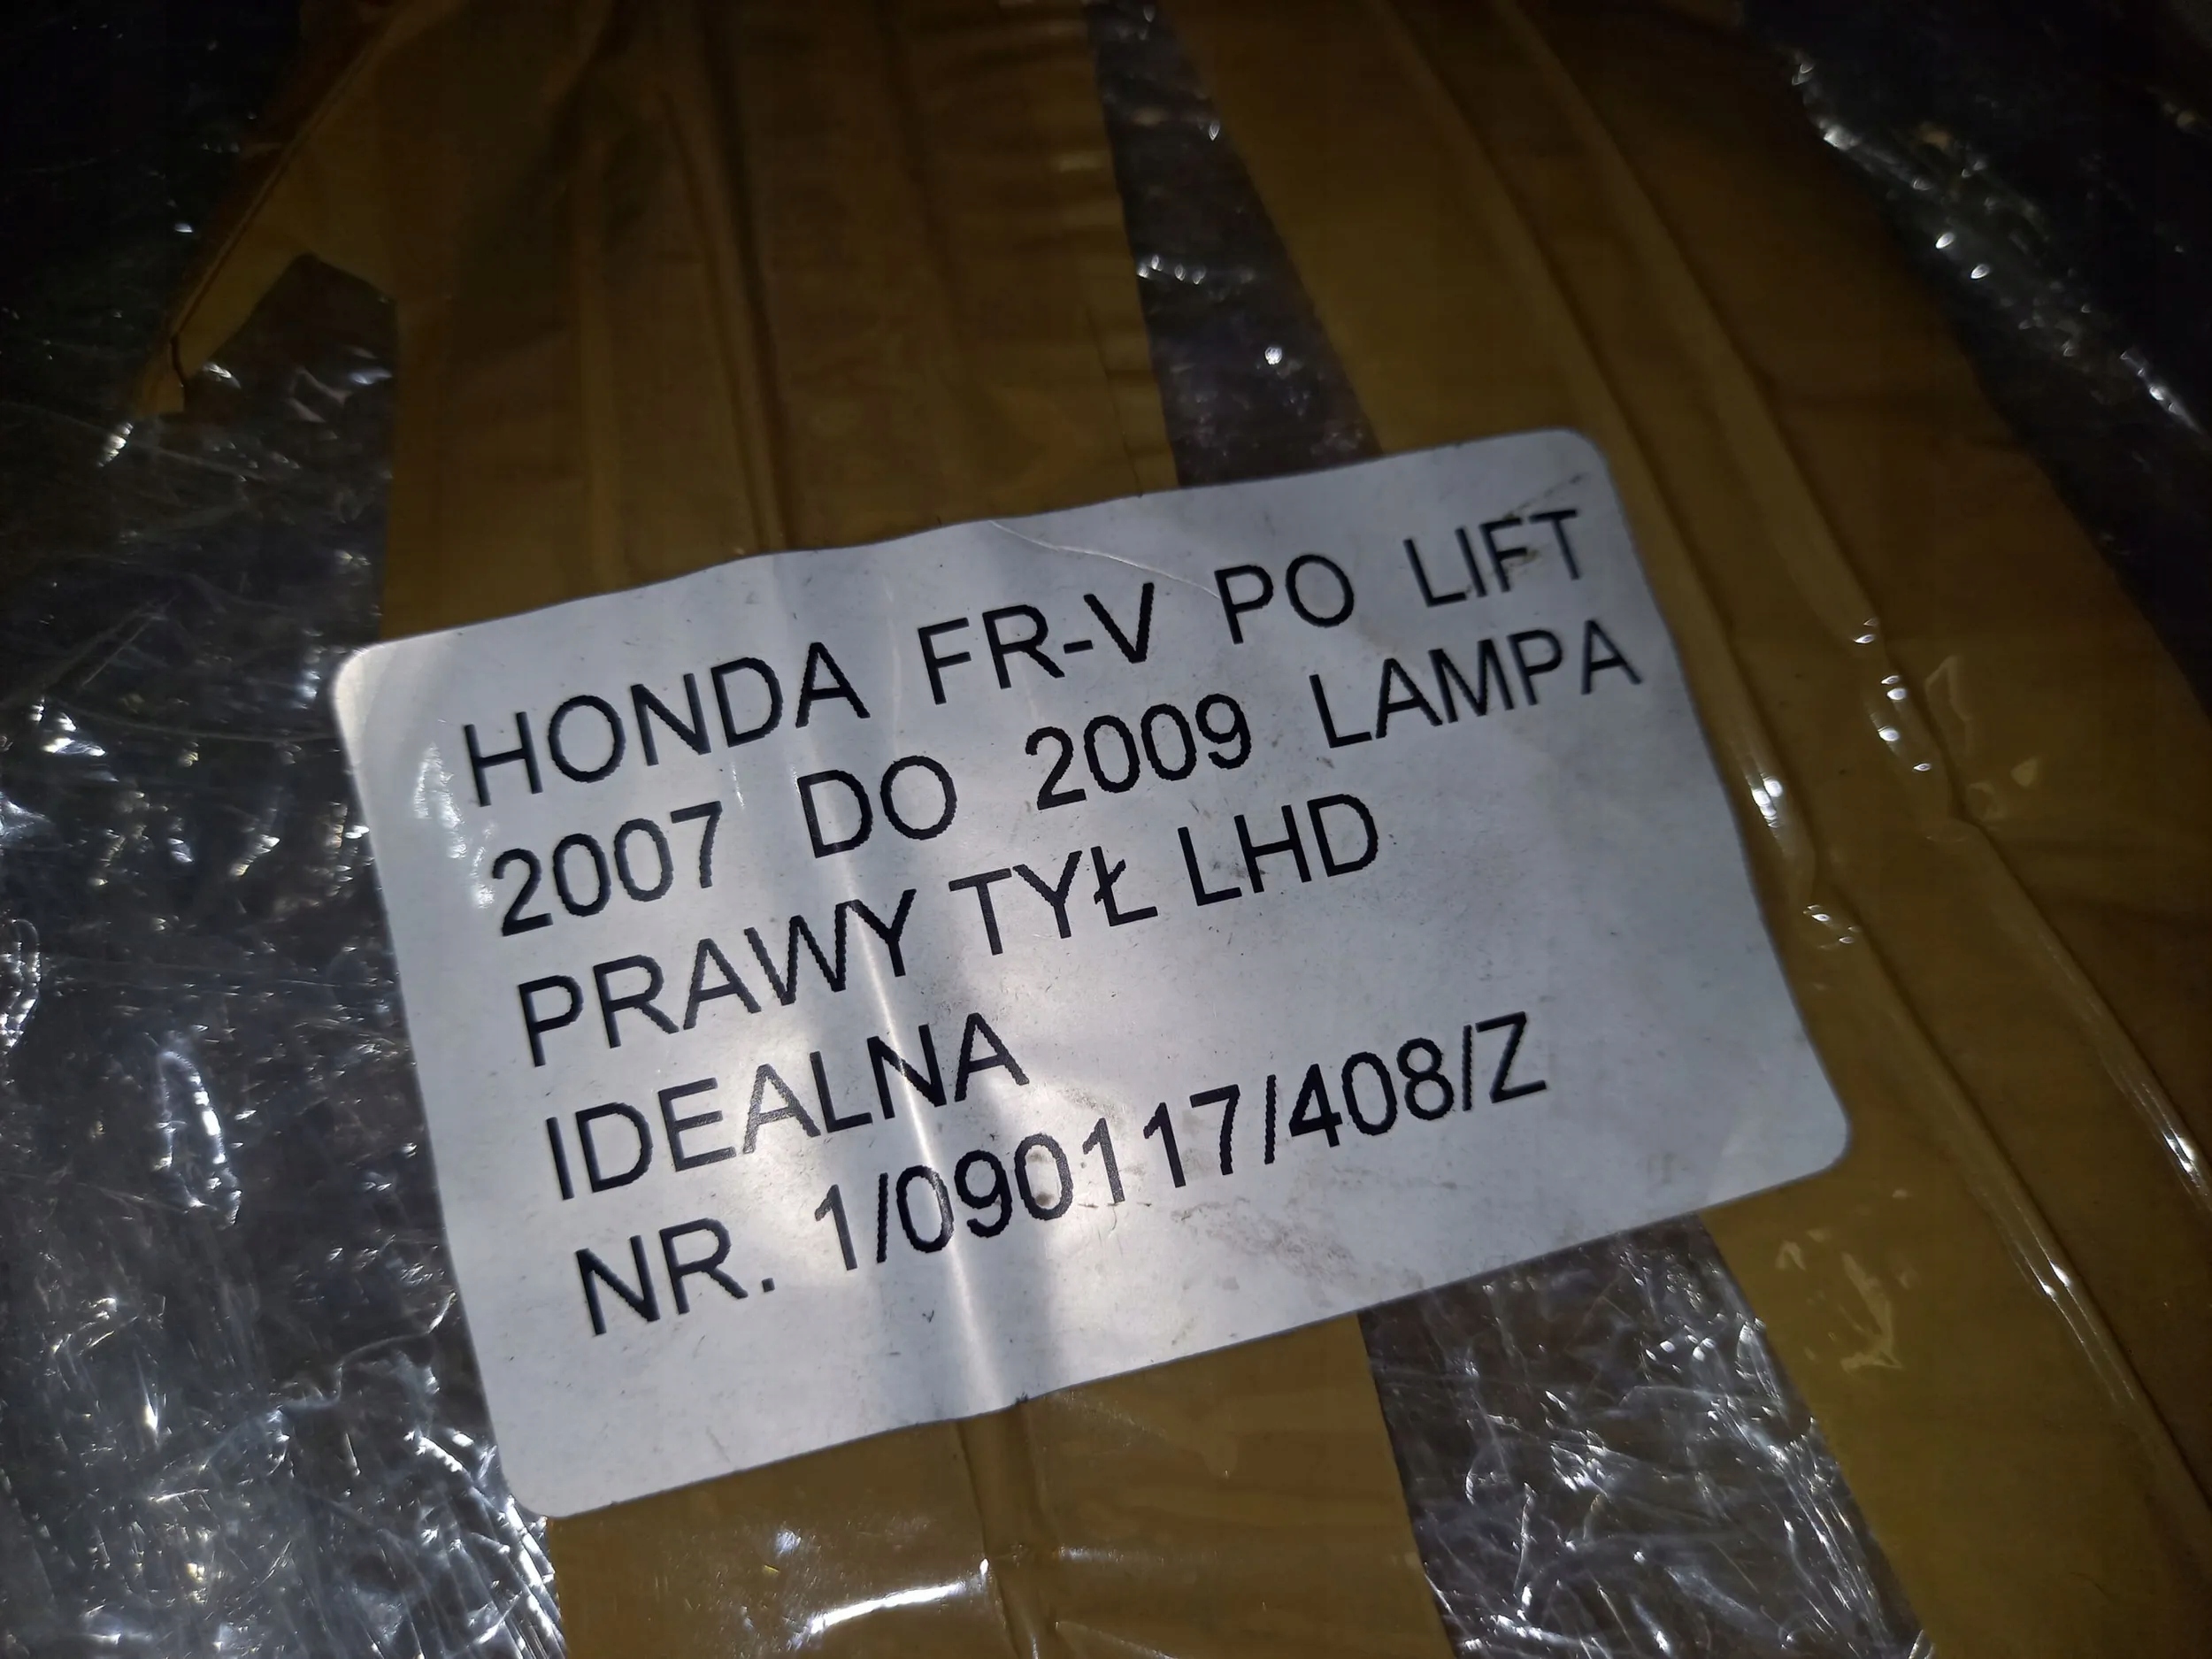 HONDA FR-V PO LIFT
2007 DO 2009 LAMPA
PRAWY TYŁ LHD
IDEALNA
NR. 1/090117/408/Z